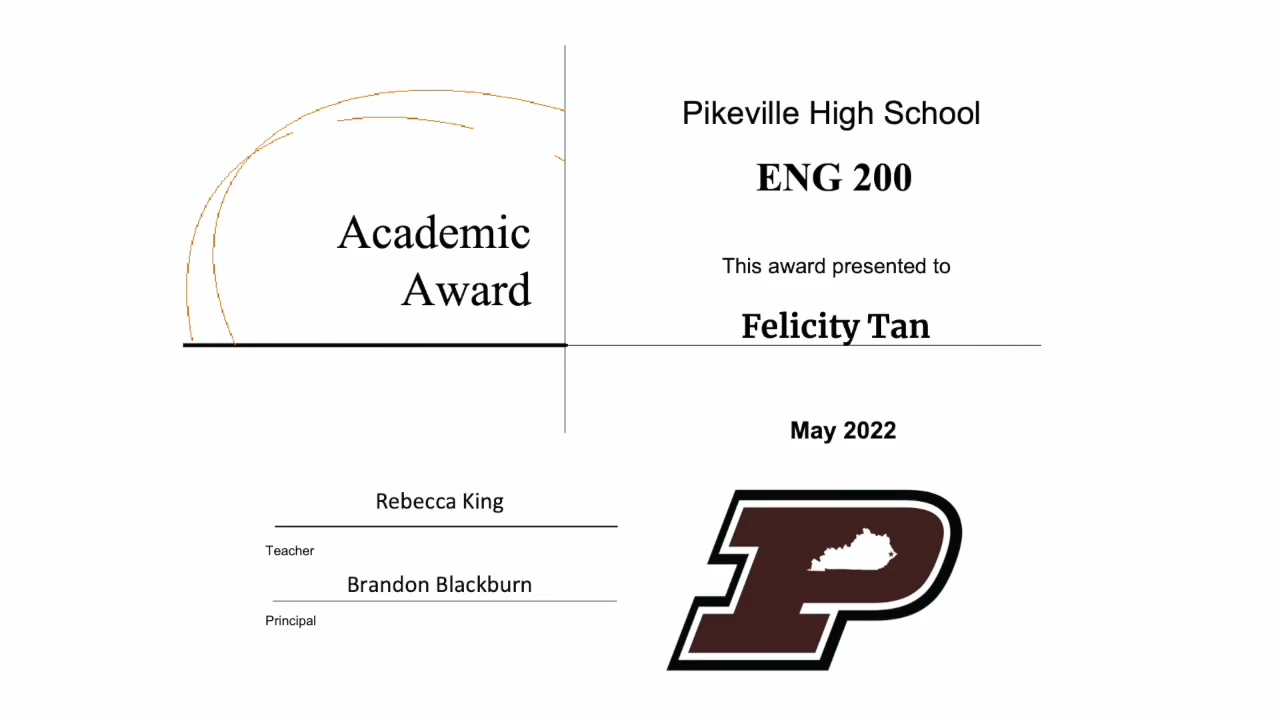 Academic
Award
Pikeville High School
ENG 200
This award presented to
Felicity Tan
May 2022
Rebecca King
Teacher
Brandon Blackburn
Principal
P